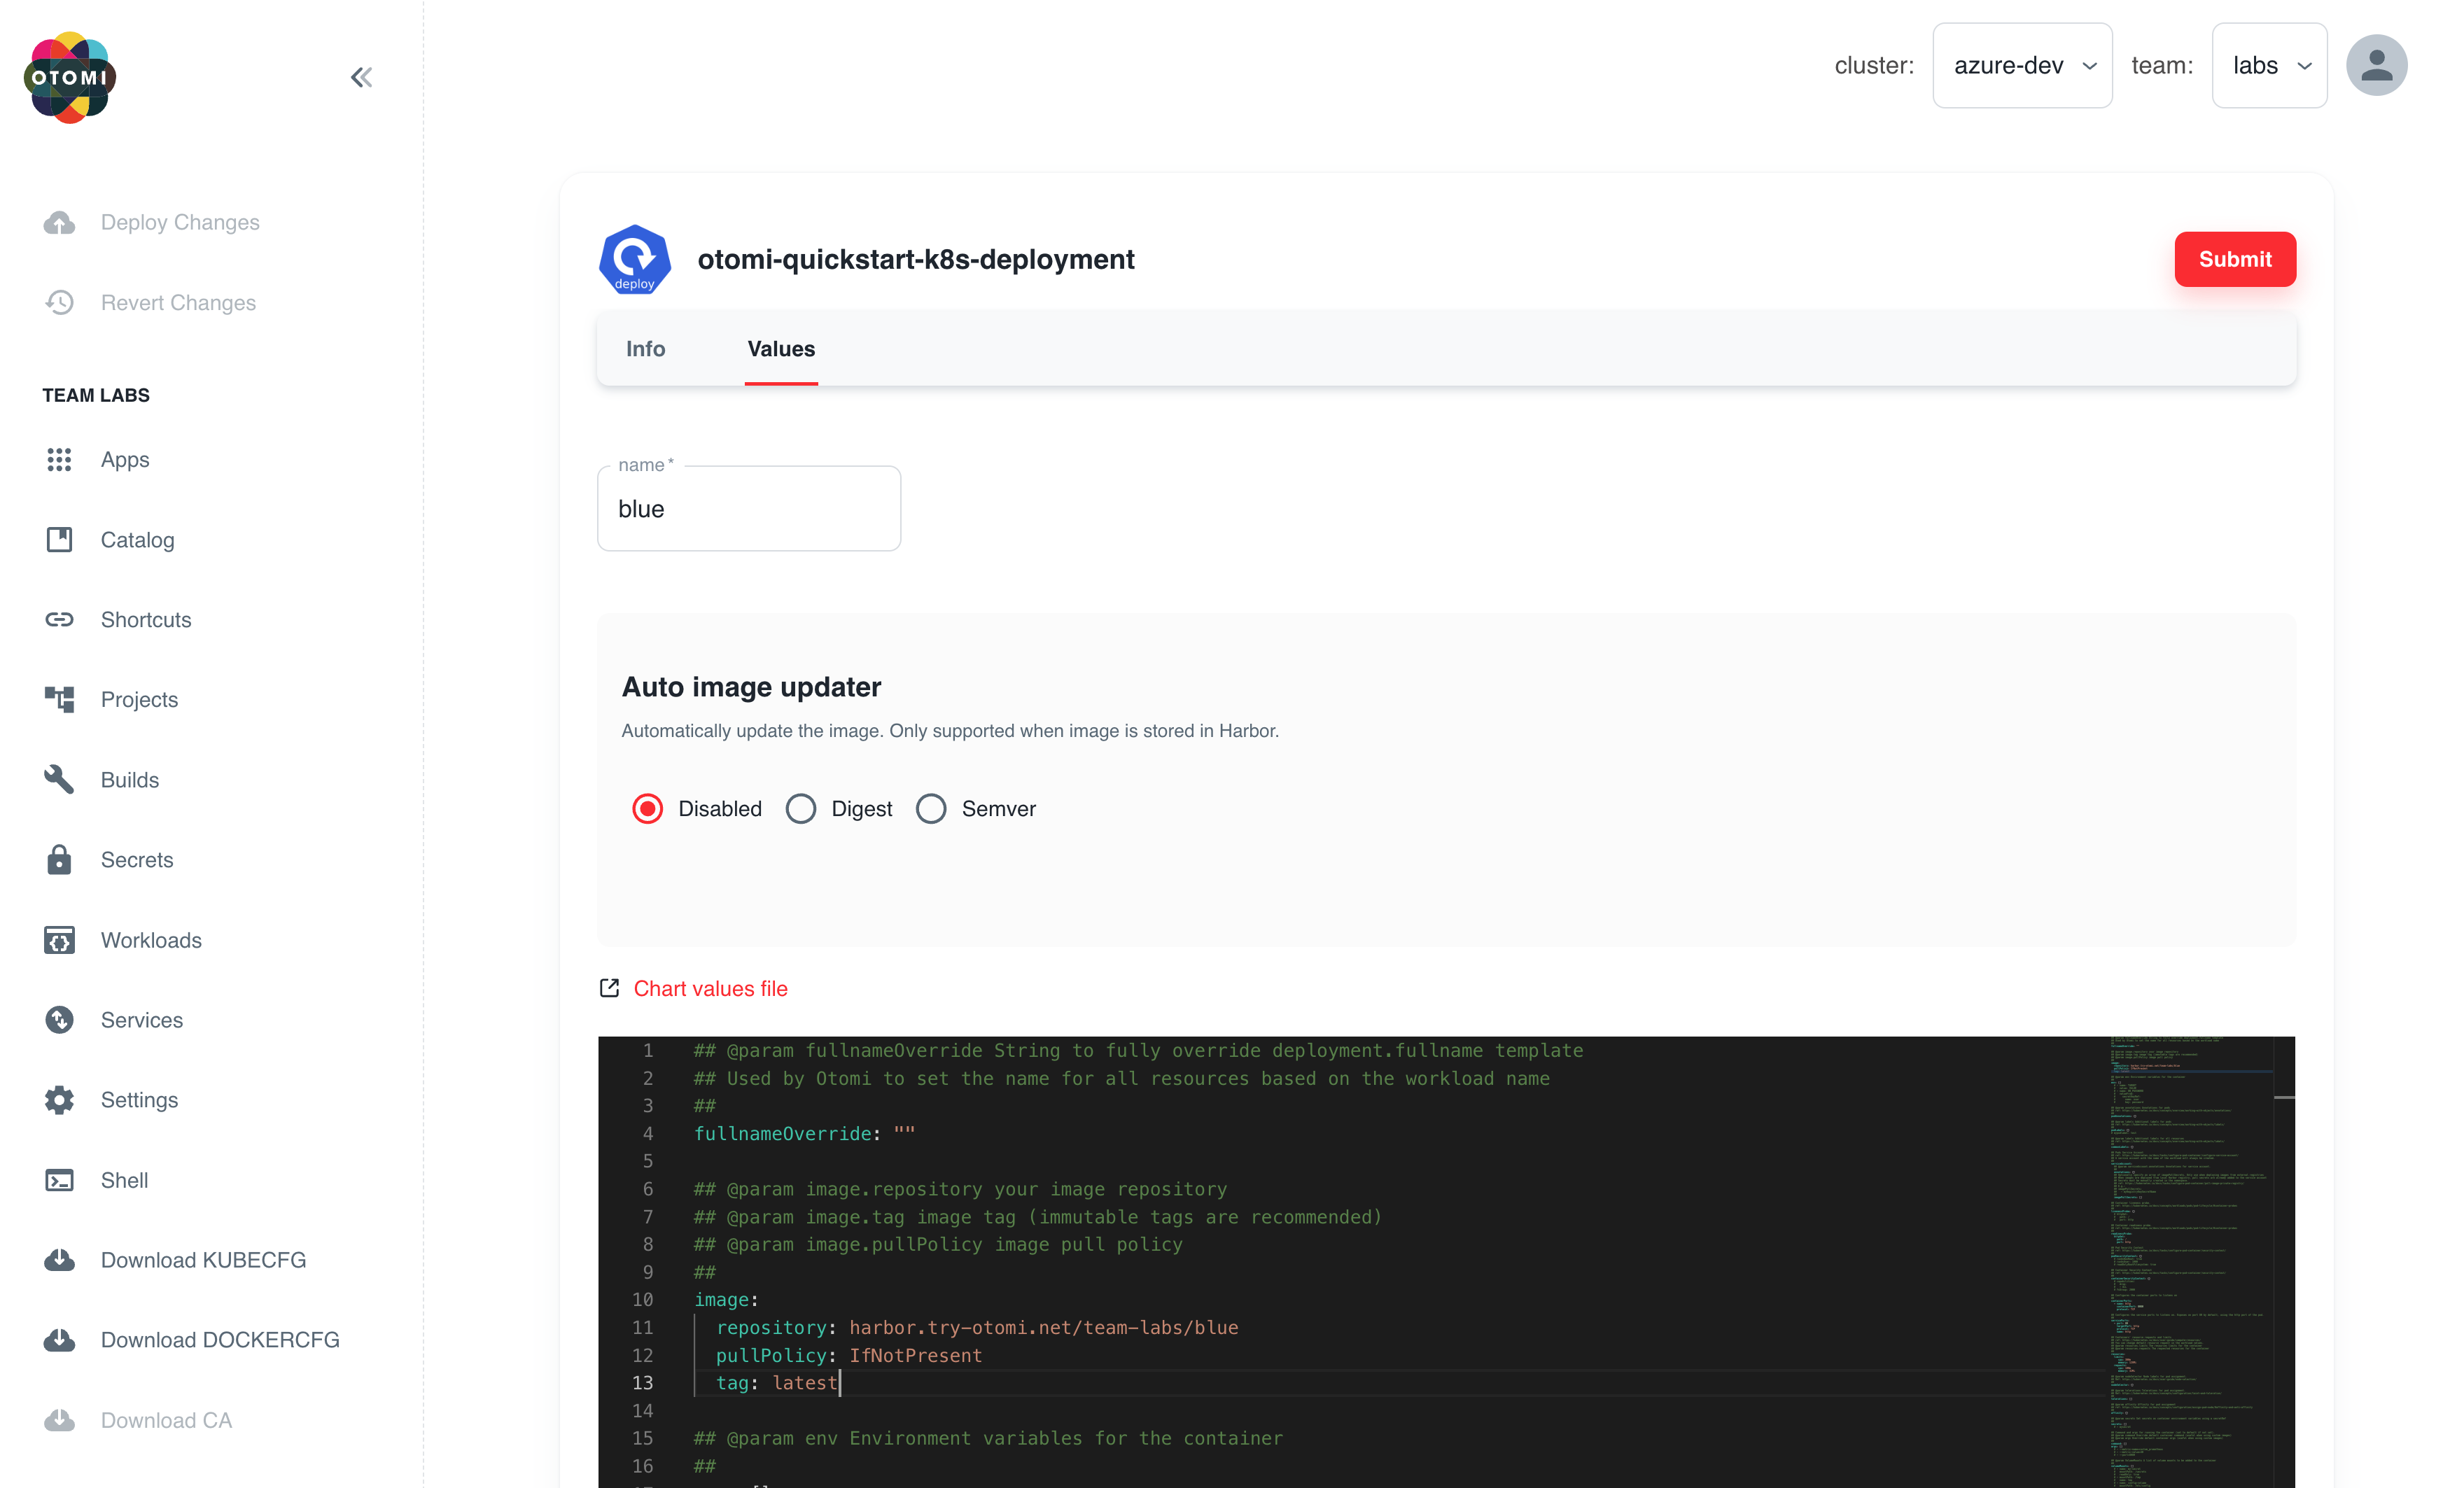 OTOMI
cluster: azure-dev team: labs
Deploy Changes
Revert Changes
TEAM LABS
Apps
Catalog
Shortcuts
Projects
Builds
Secrets
Workloads
Services
Settings
Shell
Download KUBECFG
Download DOCKERCFG
Download CA
deploy
otomi-quickstart-k8s-deployment
Submit
Info Values
name *
blue
Auto image updater
Automatically update the image. Only supported when image is stored in Harbor.
Disabled Digest Semver
Chart values file
1 ## @param fullnameOverride String to fully override deployment.fullname template
2 ## Used by Otomi to set the name for all resources based on the workload name
3 ##
4 fullnameOverride: ""
5
6 ## @param image.repository your image repository
7 ## @param image.tag image tag (immutable tags are recommended)
8 ## @param image.pullPolicy image pull policy
9 ##
10 image:
11 repository: harbor.try-otomi.net/team-labs/blue
12 pullPolicy: IfNotPresent
13 tag: latest
14
15 ## @param env Environment variables for the container
16 ##